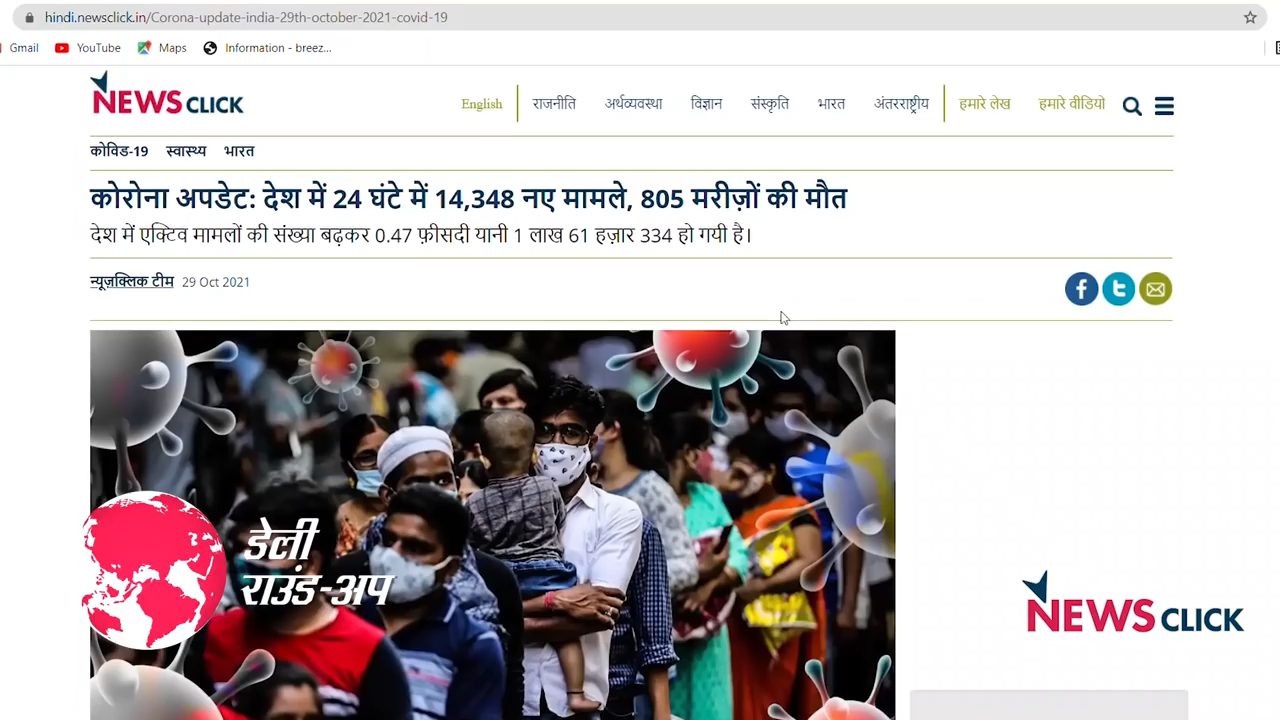 hindi.newsclick.in/Corona-update-india-29th-october-2021-covid-19
Gmail YouTube Maps Information - breez...
NEWS CLICK
English राजनीति अर्थव्यवस्था विज्ञान संस्कृति भारत अंतरराष्ट्रीय हमारे लेख हमारे वीडियो
कोविड-19 स्वास्थ्य भारत
कोरोना अपडेट: देश में 24 घंटे में 14,348 नए मामले, 805 मरीज़ों की मौत
देश में एक्टिव मामलों की संख्या बढ़कर 0.47 फ़ीसदी यानी 1 लाख 61 हज़ार 334 हो गयी है।
न्यूज़क्लिक टीम 29 Oct 2021
डेली
राउंड-अप
NEWS CLICK